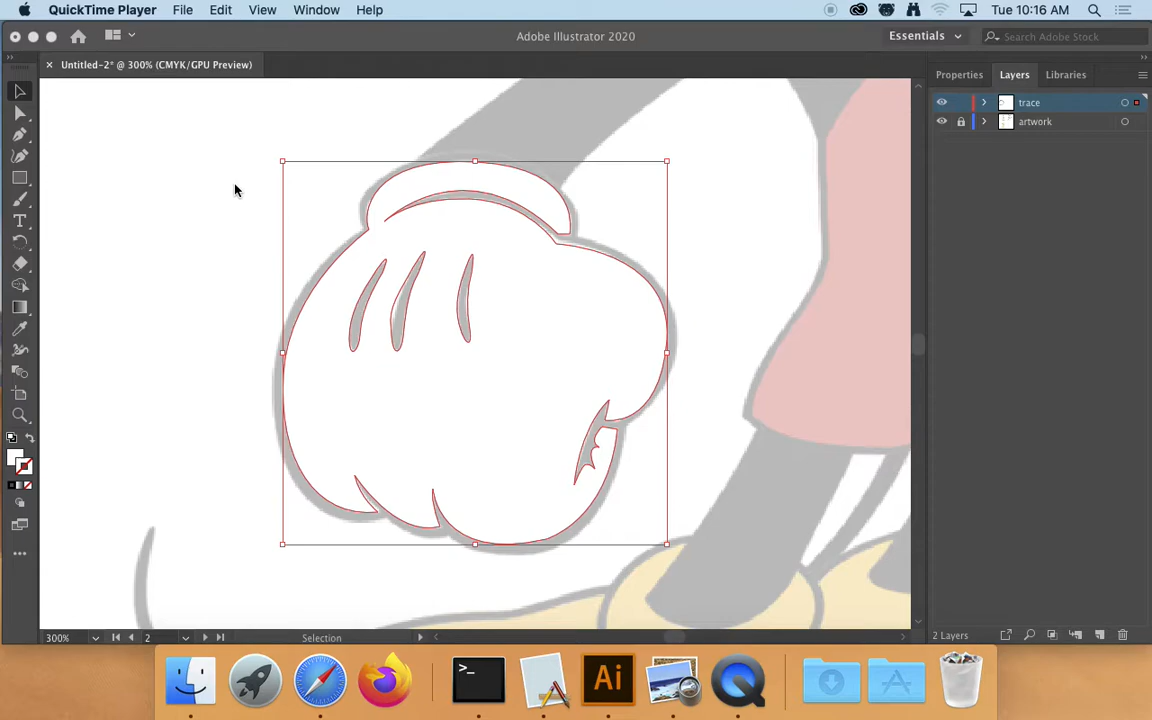 QuickTime Player File Edit View Window Help Tue 10:16 AM
Adobe Illustrator 2020 Essentials Search Adobe Stock
× Untitled-2* @ 300% (CMYK/GPU Preview)
Properties Layers Libraries
trace
artwork
T
300% 2 Selection 2 Layers
>_
Ai